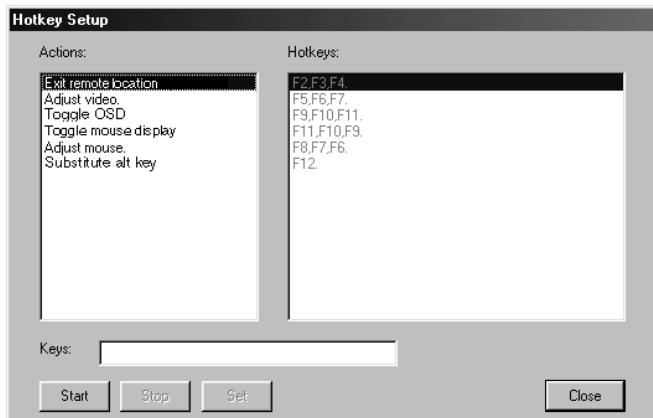 Hotkey Setup
Actions: Hotkeys:
Exit remote location F2,F3,F4.
Adjust video. F5,F6,F7.
Toggle OSD F9,F10,F11.
Toggle mouse display F11,F10,F9.
Adjust mouse. F8,F7,F6.
Substitute alt key F12.
Keys:
Start Stop Set Close